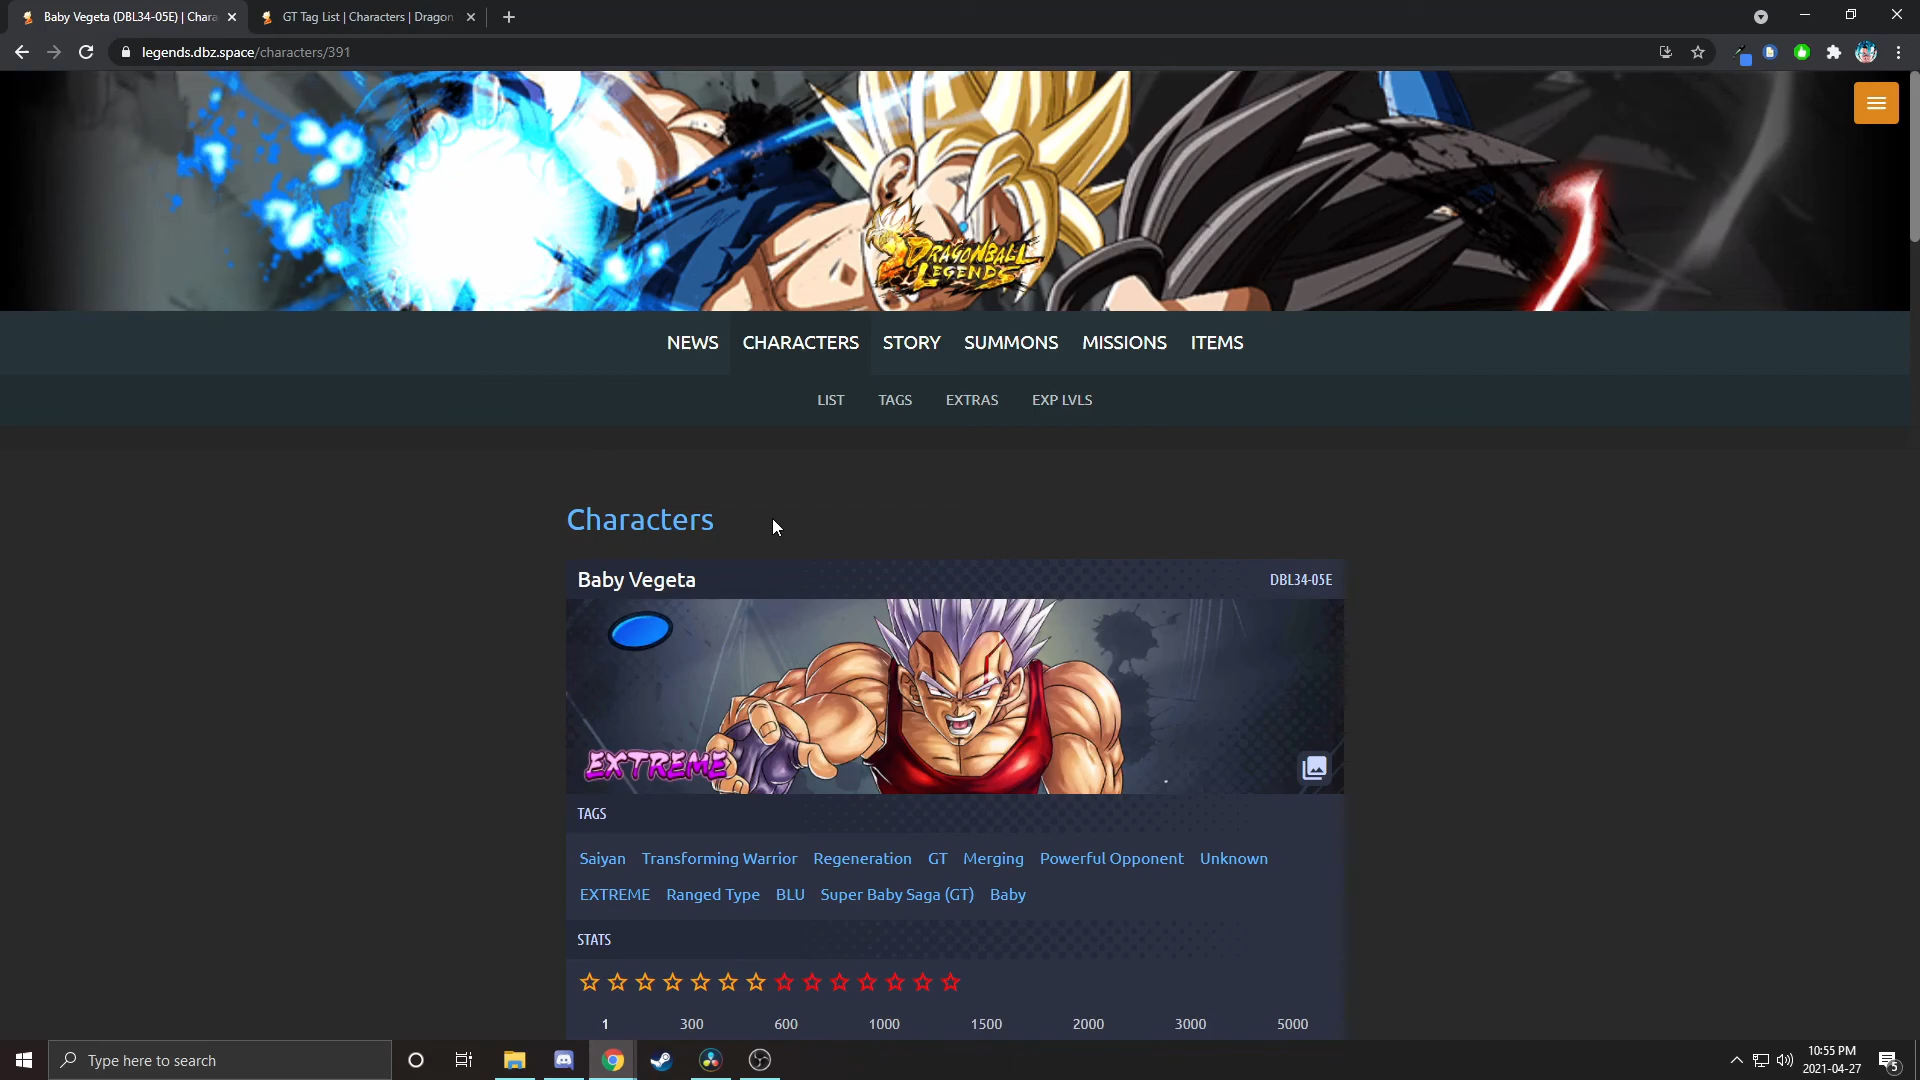 Baby Vegeta (DBL34-05E) | Chara
GT Tag List | Characters | Dragon
legends.dbz.space/characters/391
DRAGONBALL
LEGENDS
NEWS CHARACTERS STORY SUMMONS MISSIONS ITEMS
LIST TAGS EXTRAS EXP LVLS
Characters
Baby Vegeta DBL34-05E
EXTREME
TAGS
Saiyan Transforming Warrior Regeneration GT Merging Powerful Opponent Unknown
EXTREME Ranged Type BLU Super Baby Saga (GT) Baby
STATS
1 300 600 1000 1500 2000 3000 5000
Type here to search
10:55 PM
2021-04-27
5